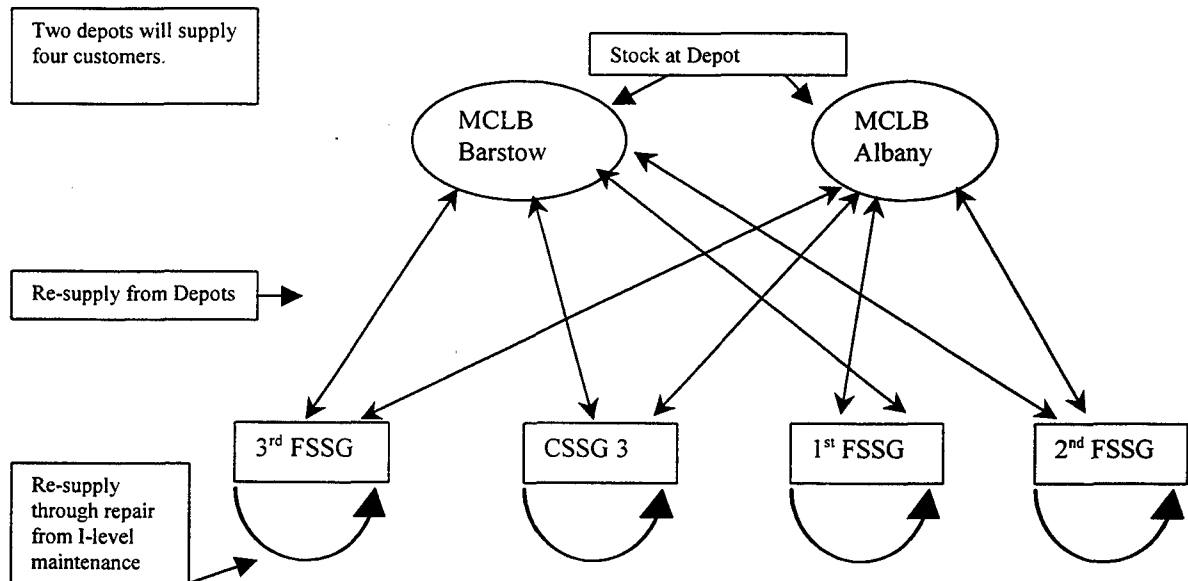 Two depots will supply
four customers.
Stock at Depot
MCLB
Barstow
MCLB
Albany
Re-supply from Depots
3rd FSSG
CSSG 3
1st FSSG
2nd FSSG
Re-supply
through repair
from I-level
maintenance